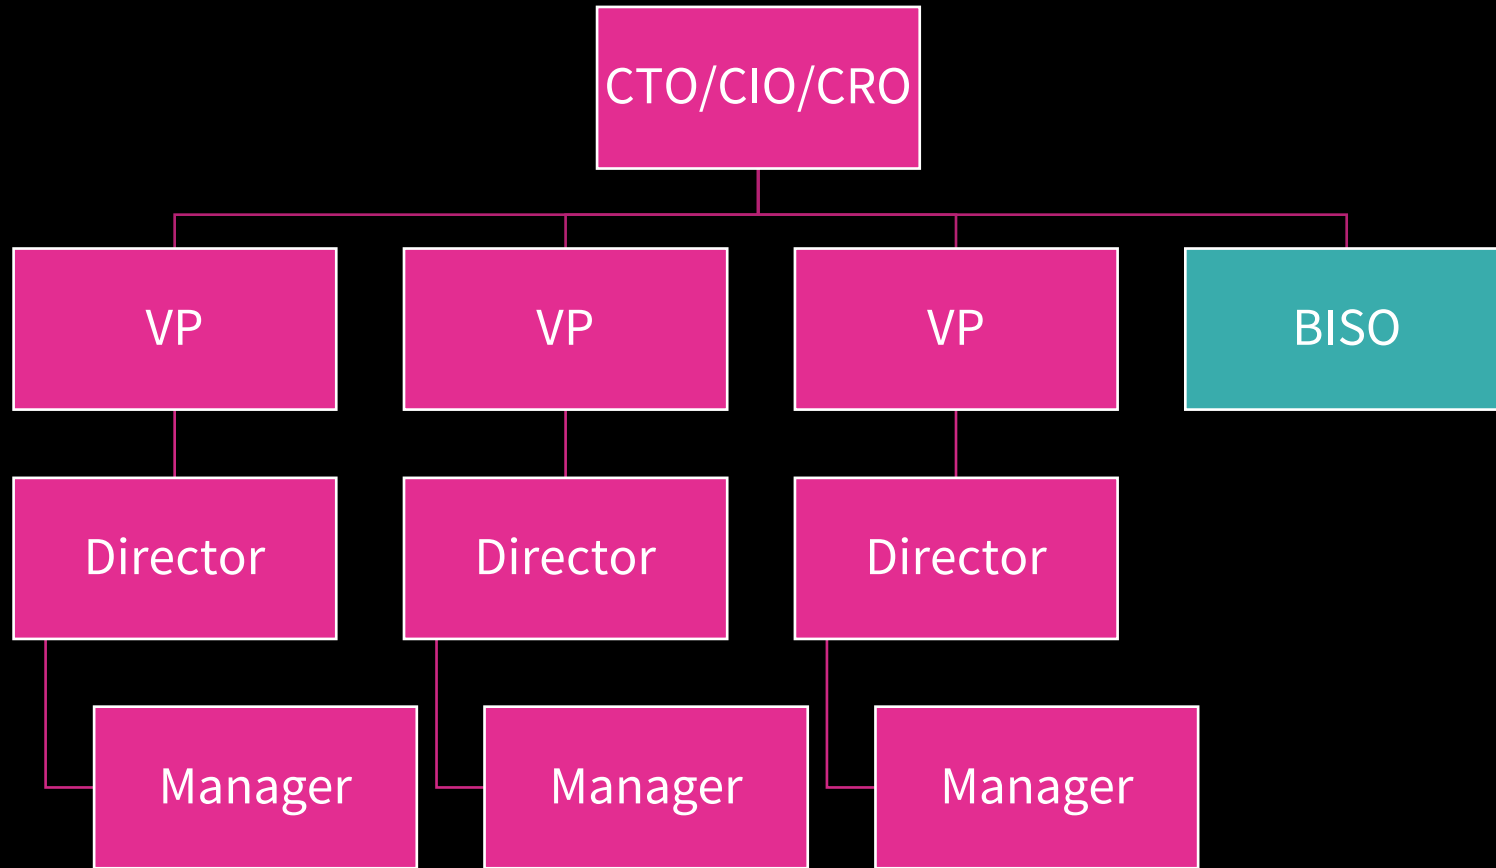 CTO/CIO/CRO
VP
VP
VP
BISO
Director
Director
Director
Manager
Manager
Manager